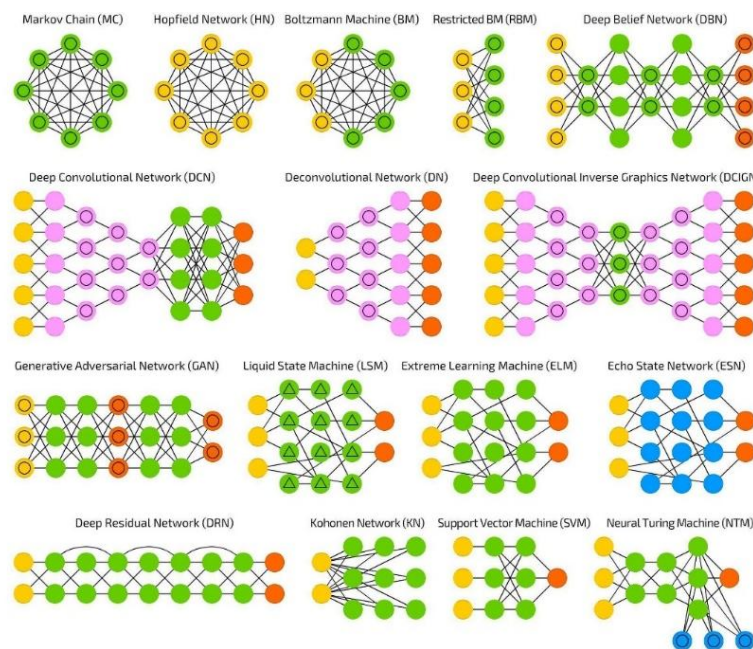 Markov Chain (MC)
Hopfield Network (HN)
Boltzmann Machine (BM)
Restricted BM (RBM)
Deep Belief Network (DBN)
Deep Convolutional Network (DCN)
Deconvolutional Network (DN)
Deep Convolutional Inverse Graphics Network (DCIGN)
Generative Adversarial Network (GAN)
Liquid State Machine (LSM)
Extreme Learning Machine (ELM)
Echo State Network (ESN)
Deep Residual Network (DRN)
Kohonen Network (KN)
Support Vector Machine (SVM)
Neural Turing Machine (NTM)